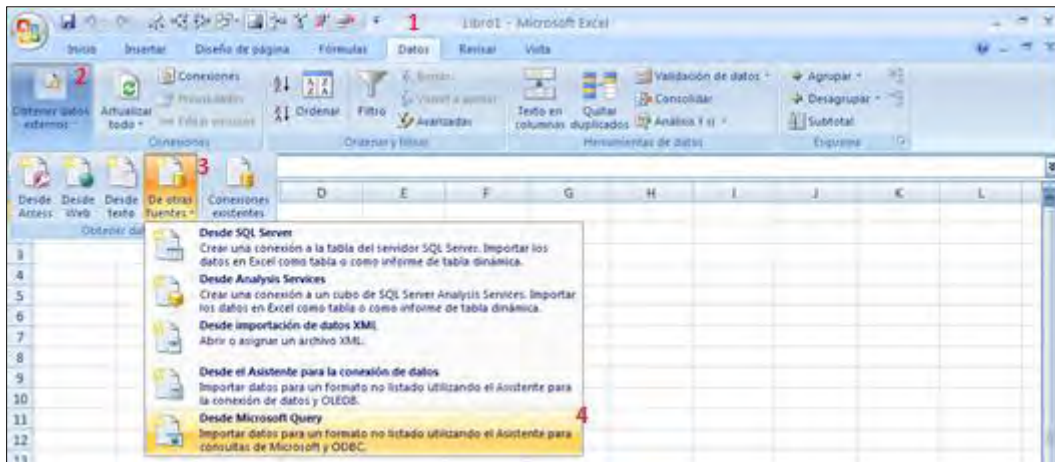 1
Libro1 - Microsoft Excel
Inicio Insertar Diseño de página Fórmulas Datos Revisar Vista
2
Obtener datos externos
Actualizar todo
Conexiones
Propiedades
Editar vínculos
Conexiones
Ordenar
Filtro
Borrar
Volver a aplicar
Avanzadas
Ordenar y filtrar
Texto en columnas
Quitar duplicados
Validación de datos
Consolidar
Análisis Y si
Herramientas de datos
Agrupar
Desagrupar
Subtotal
Esquema
3
Desde Access
Desde Web
Desde texto
De otras fuentes
Conexiones existentes
Obtener
D E F G H I J K L
Desde SQL Server
Crear una conexión a la tabla del servidor SQL Server. Importar los
datos en Excel como tabla o como informe de tabla dinámica.
Desde Analysis Services
Crear una conexión a un cubo de SQL Server Analysis Services. Importar
los datos en Excel como tabla o como informe de tabla dinámica.
Desde importación de datos XML
Abrir o asignar un archivo XML.
Desde el Asistente para la conexión de datos
Importar datos para un formato no listado utilizando el Asistente para
la conexión de datos y OLEDB.
Desde Microsoft Query
4
Importar datos para un formato no listado utilizando el Asistente para
consultas de Microsoft y ODBC.
3
4
5
6
7
8
9
10
11
12
13